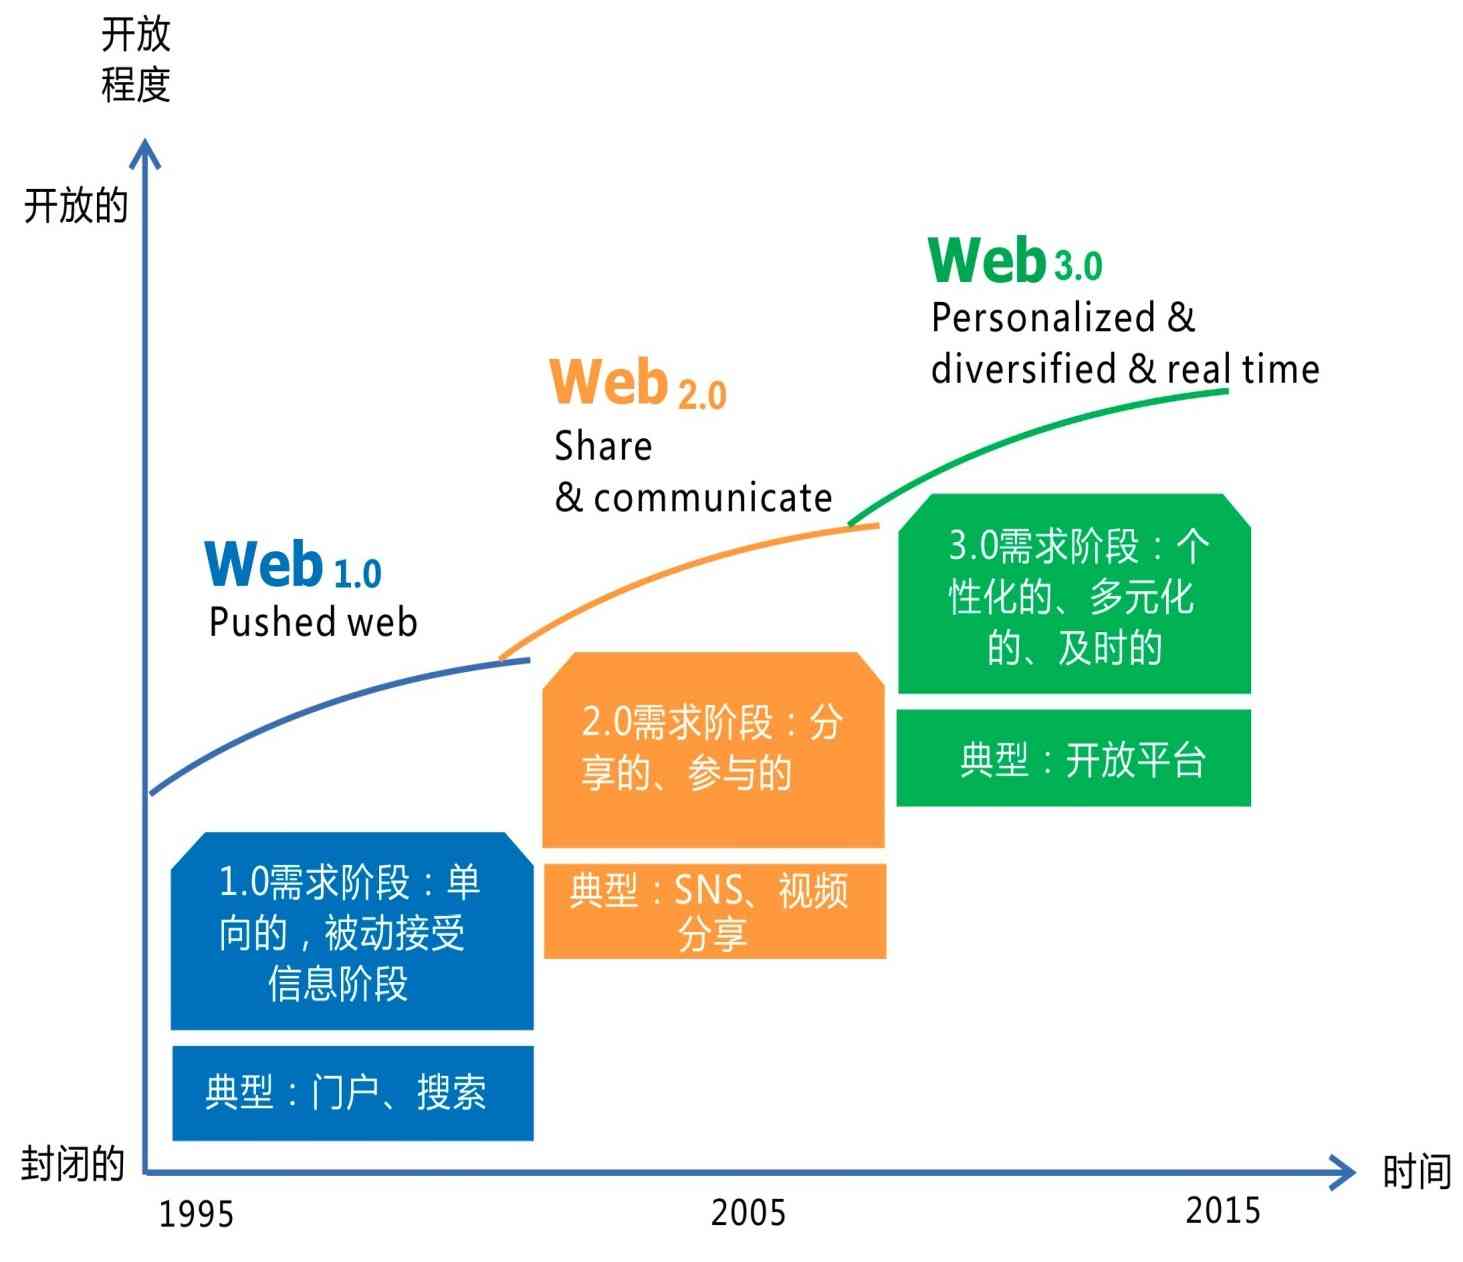 开放
程度
开放的
Web 3.0
Personalized &
diversified & real time
Web 2.0
Share
& communicate
Web 1.0
Pushed web
3.0需求阶段：个
性化的、多元化
的、及时的
典型：开放平台
2.0需求阶段：分
享的、参与的
典型：SNS、视频
分享
1.0需求阶段：单
向的，被动接受
信息阶段
典型：门户、搜索
封闭的
时间
1995
2005
2015